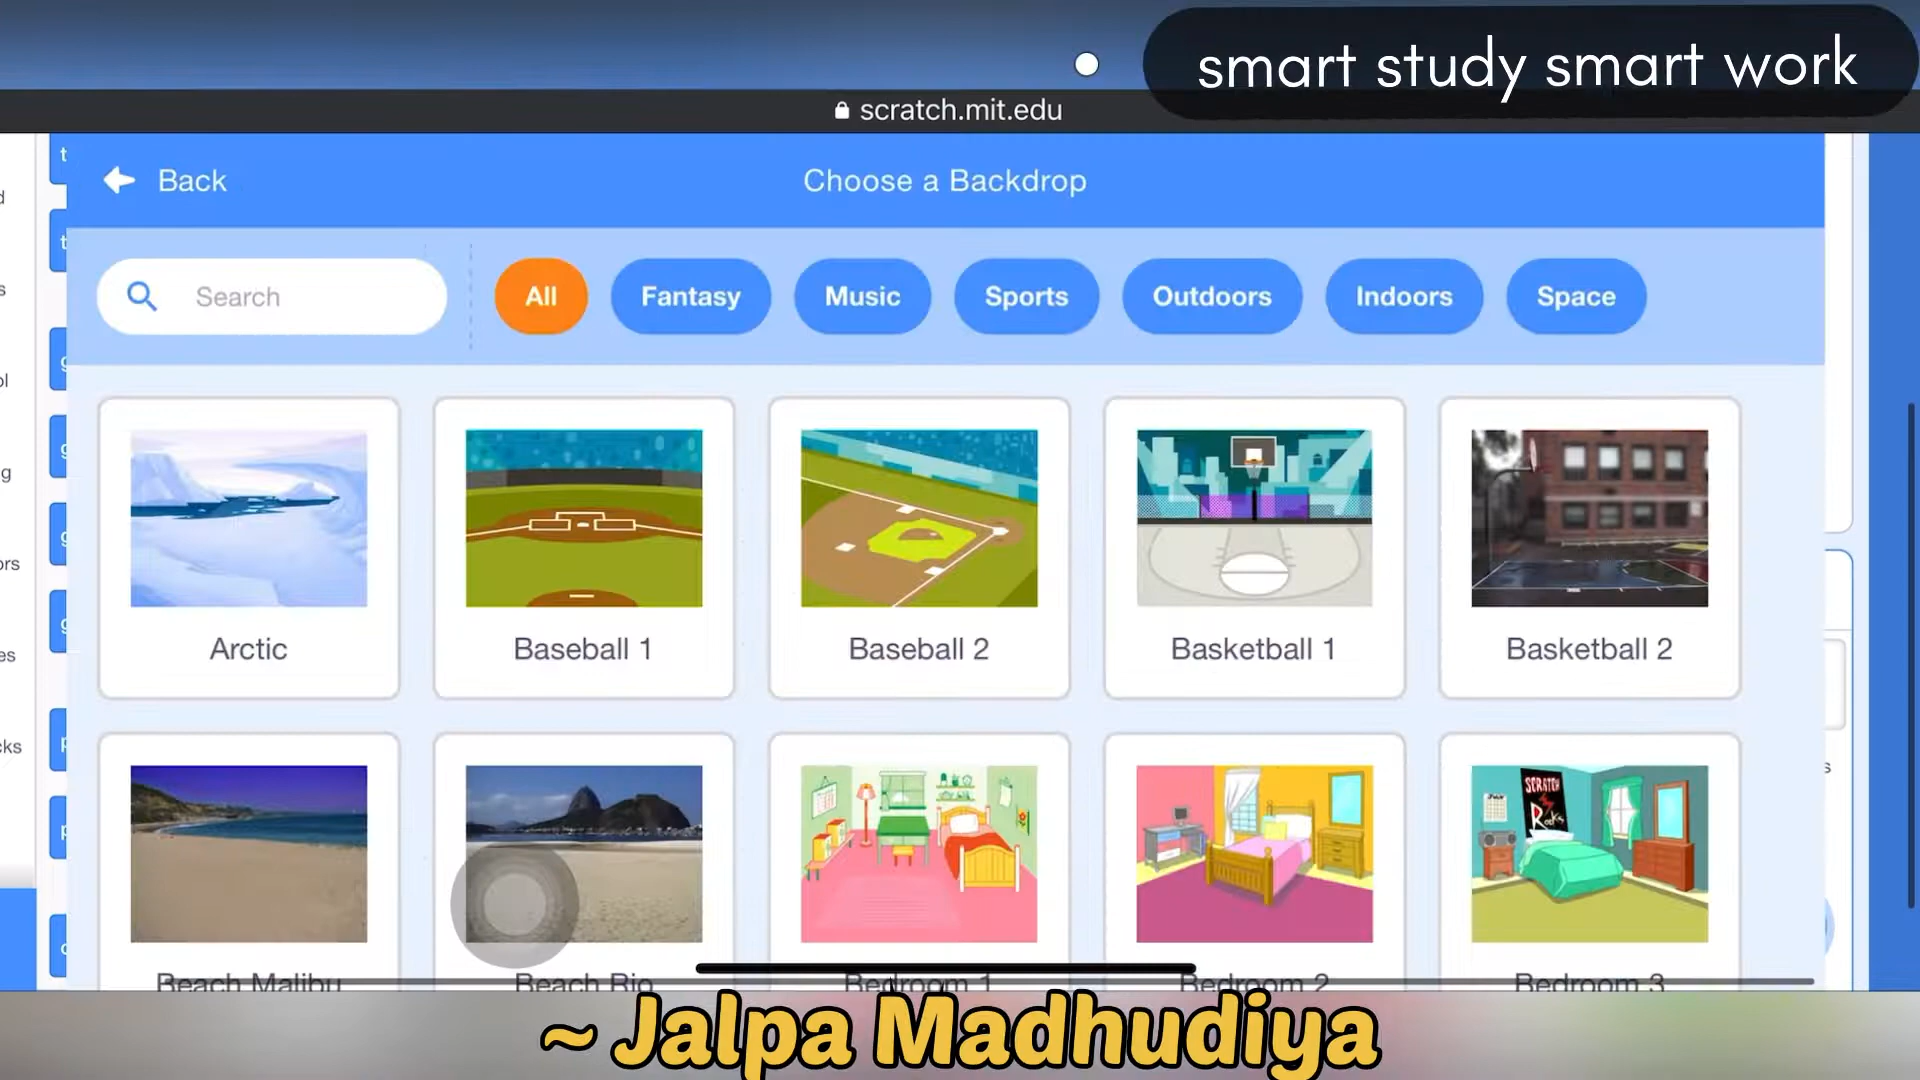 smart study smart work
scratch.mit.edu
Back
Choose a Backdrop
Search
All
Fantasy
Music
Sports
Outdoors
Indoors
Space
Arctic
Baseball 1
Baseball 2
Basketball 1
Basketball 2
SCRATCH
Rocks
Beach Malibu
Beach Rio
Bedroom 1
Bedroom 2
Bedroom 3
~ Jalpa Madhudiya